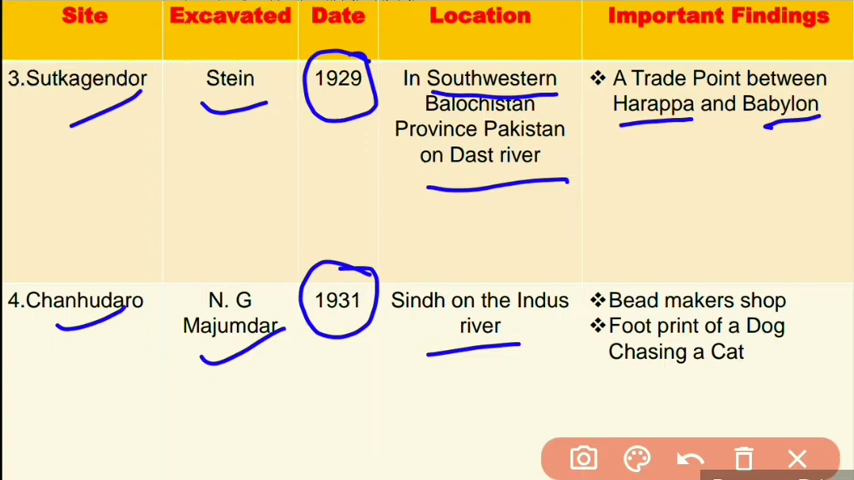 Site Excavated Date Location Important Findings
3.Sutkagendor Stein 1929 In Southwestern ❖ A Trade Point between
Balochistan Harappa and Babylon
Province Pakistan
on Dast river
4.Chanhudaro N. G 1931 Sindh on the Indus ❖Bead makers shop
Majumdar river ❖Foot print of a Dog
Chasing a Cat